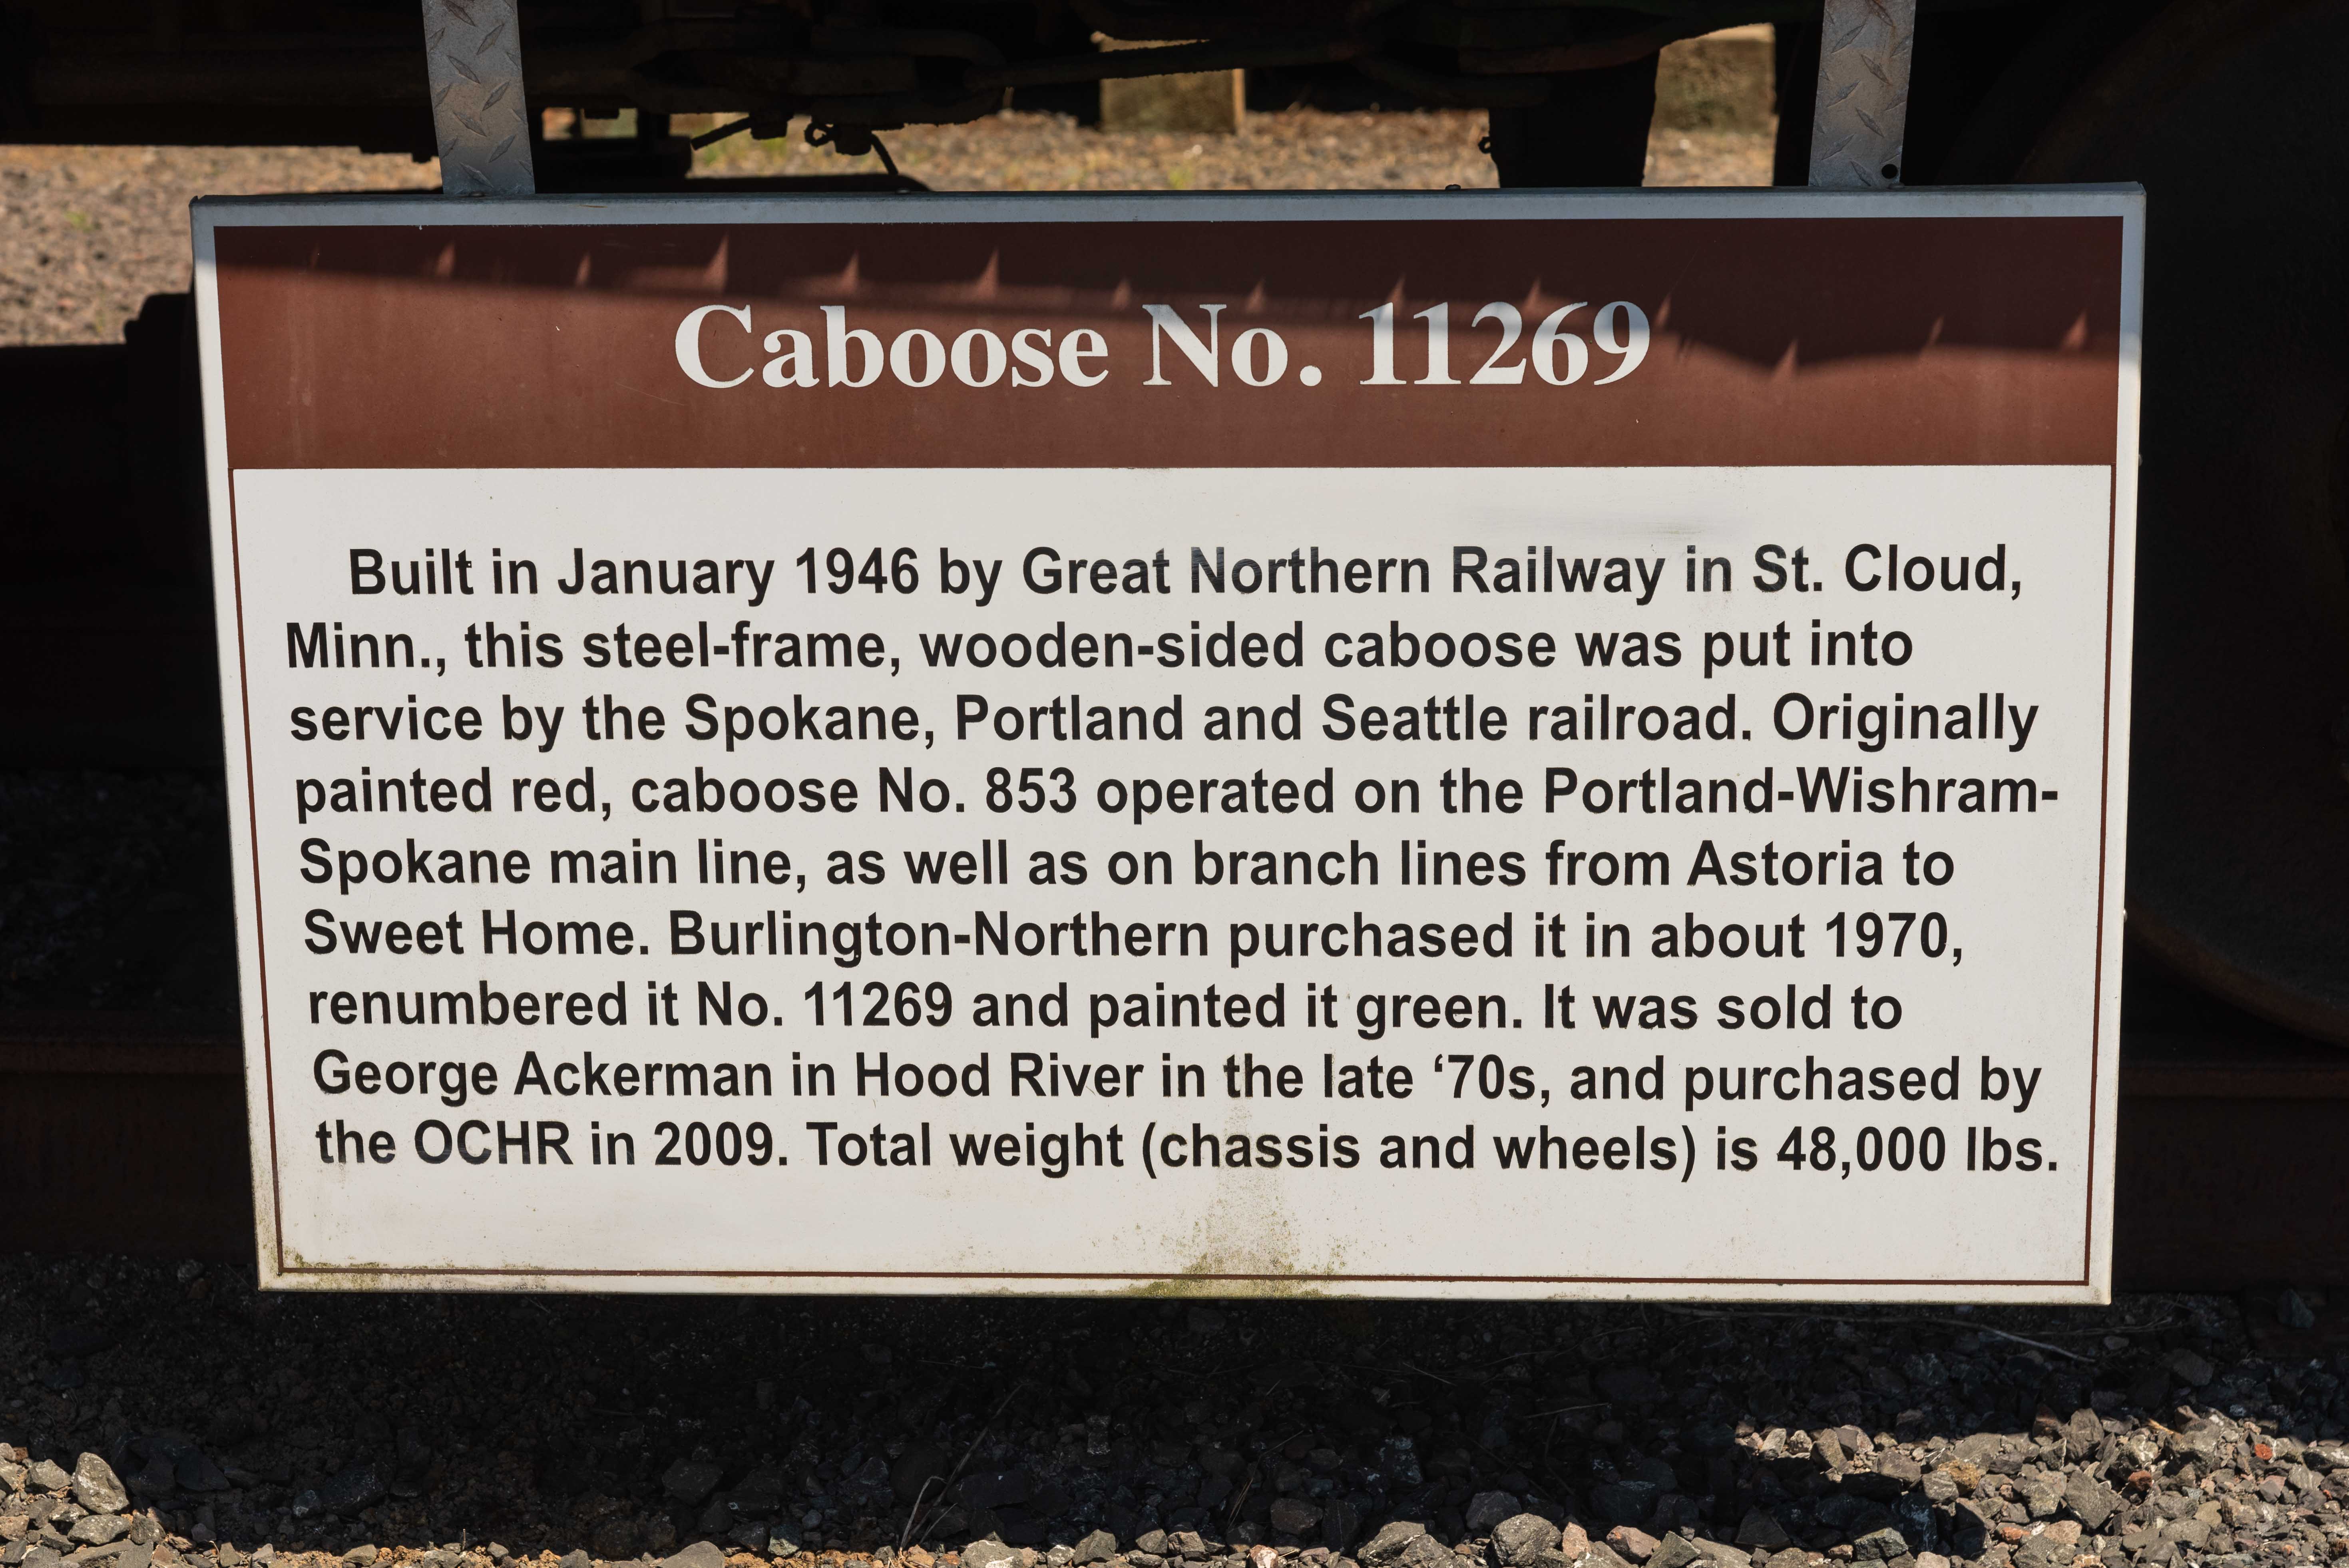 Caboose No. 11269
Built in January 1946 by Great Northern Railway in St. Cloud,
Minn., this steel-frame, wooden-sided caboose was put into
service by the Spokane, Portland and Seattle railroad. Originally
painted red, caboose No. 853 operated on the Portland-Wishram-
Spokane main line, as well as on branch lines from Astoria to
Sweet Home. Burlington-Northern purchased it in about 1970,
renumbered it No. 11269 and painted it green. It was sold to
George Ackerman in Hood River in the late ‘70s, and purchased by
the OCHR in 2009. Total weight (chassis and wheels) is 48,000 lbs.